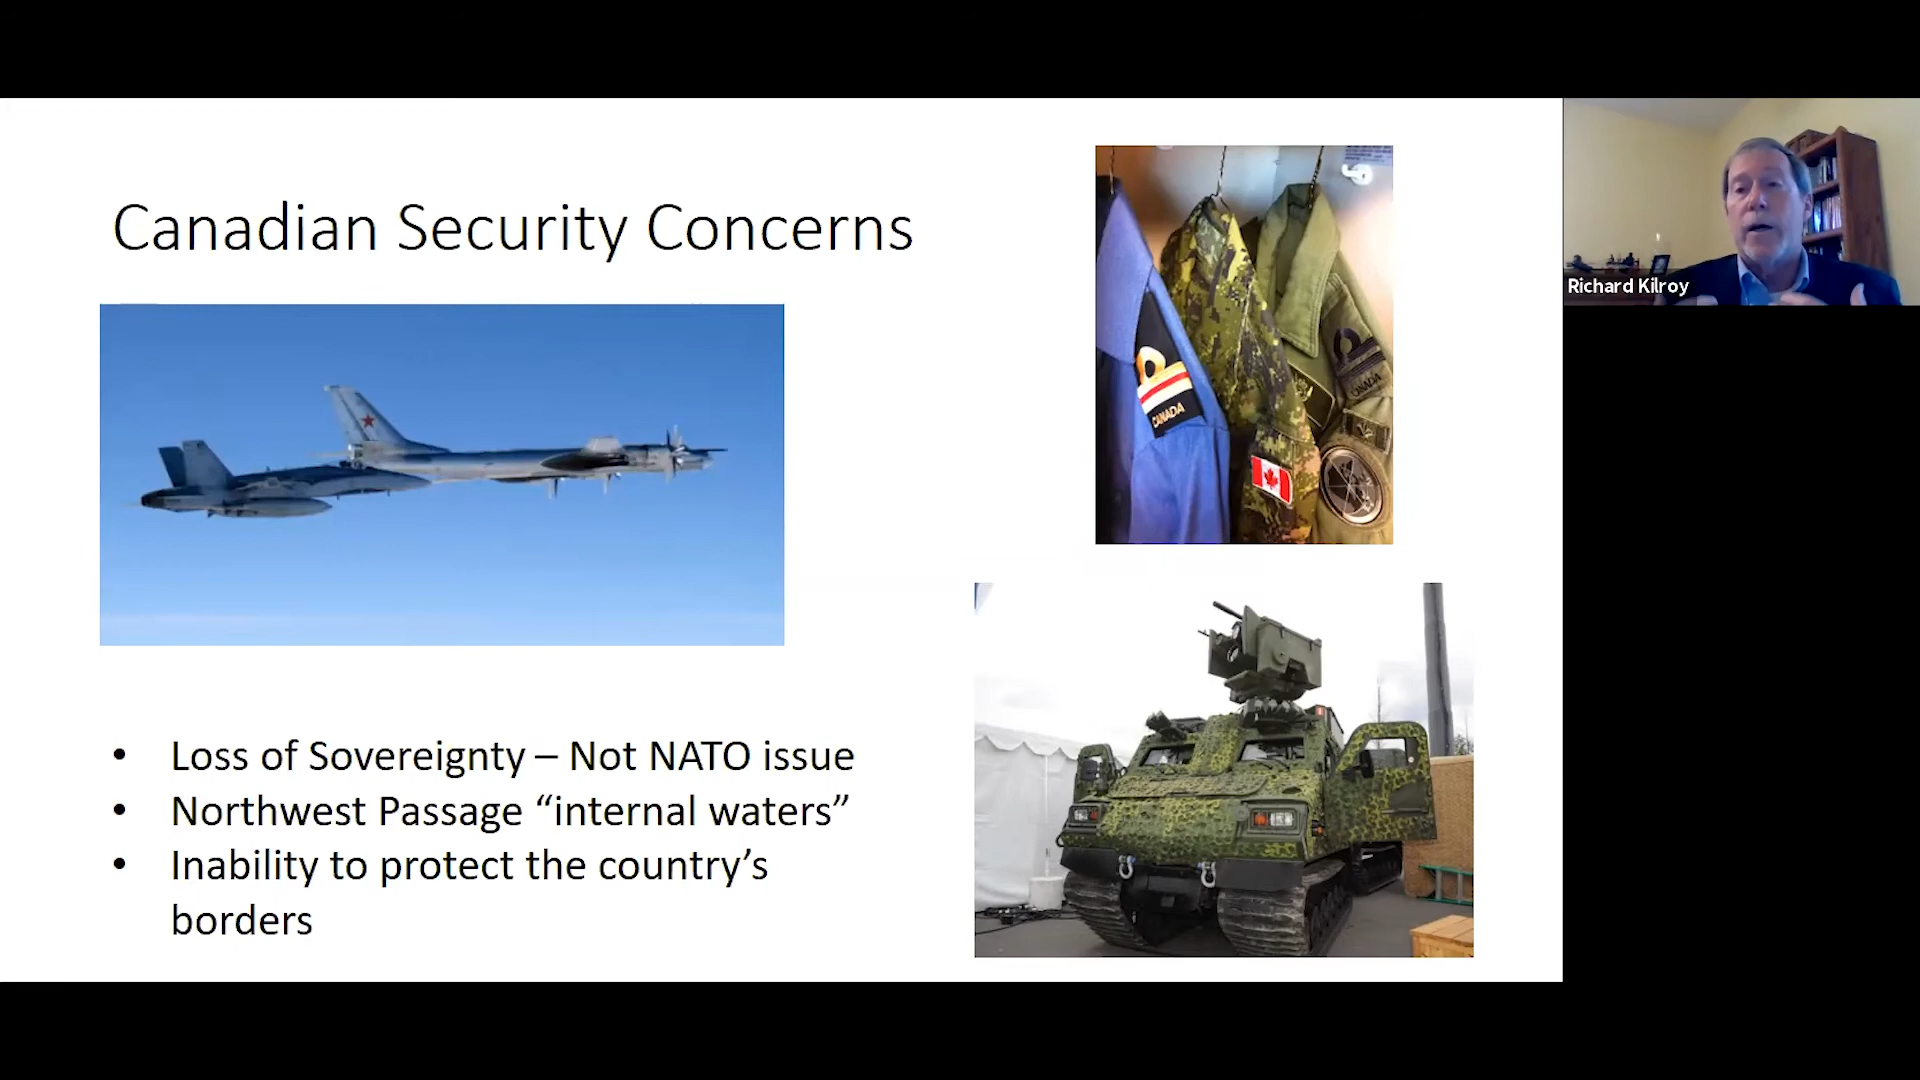 Canadian Security Concerns
CANADA
CANADA
Richard Kilroy
• Loss of Sovereignty – Not NATO issue
• Northwest Passage “internal waters”
• Inability to protect the country’s
borders